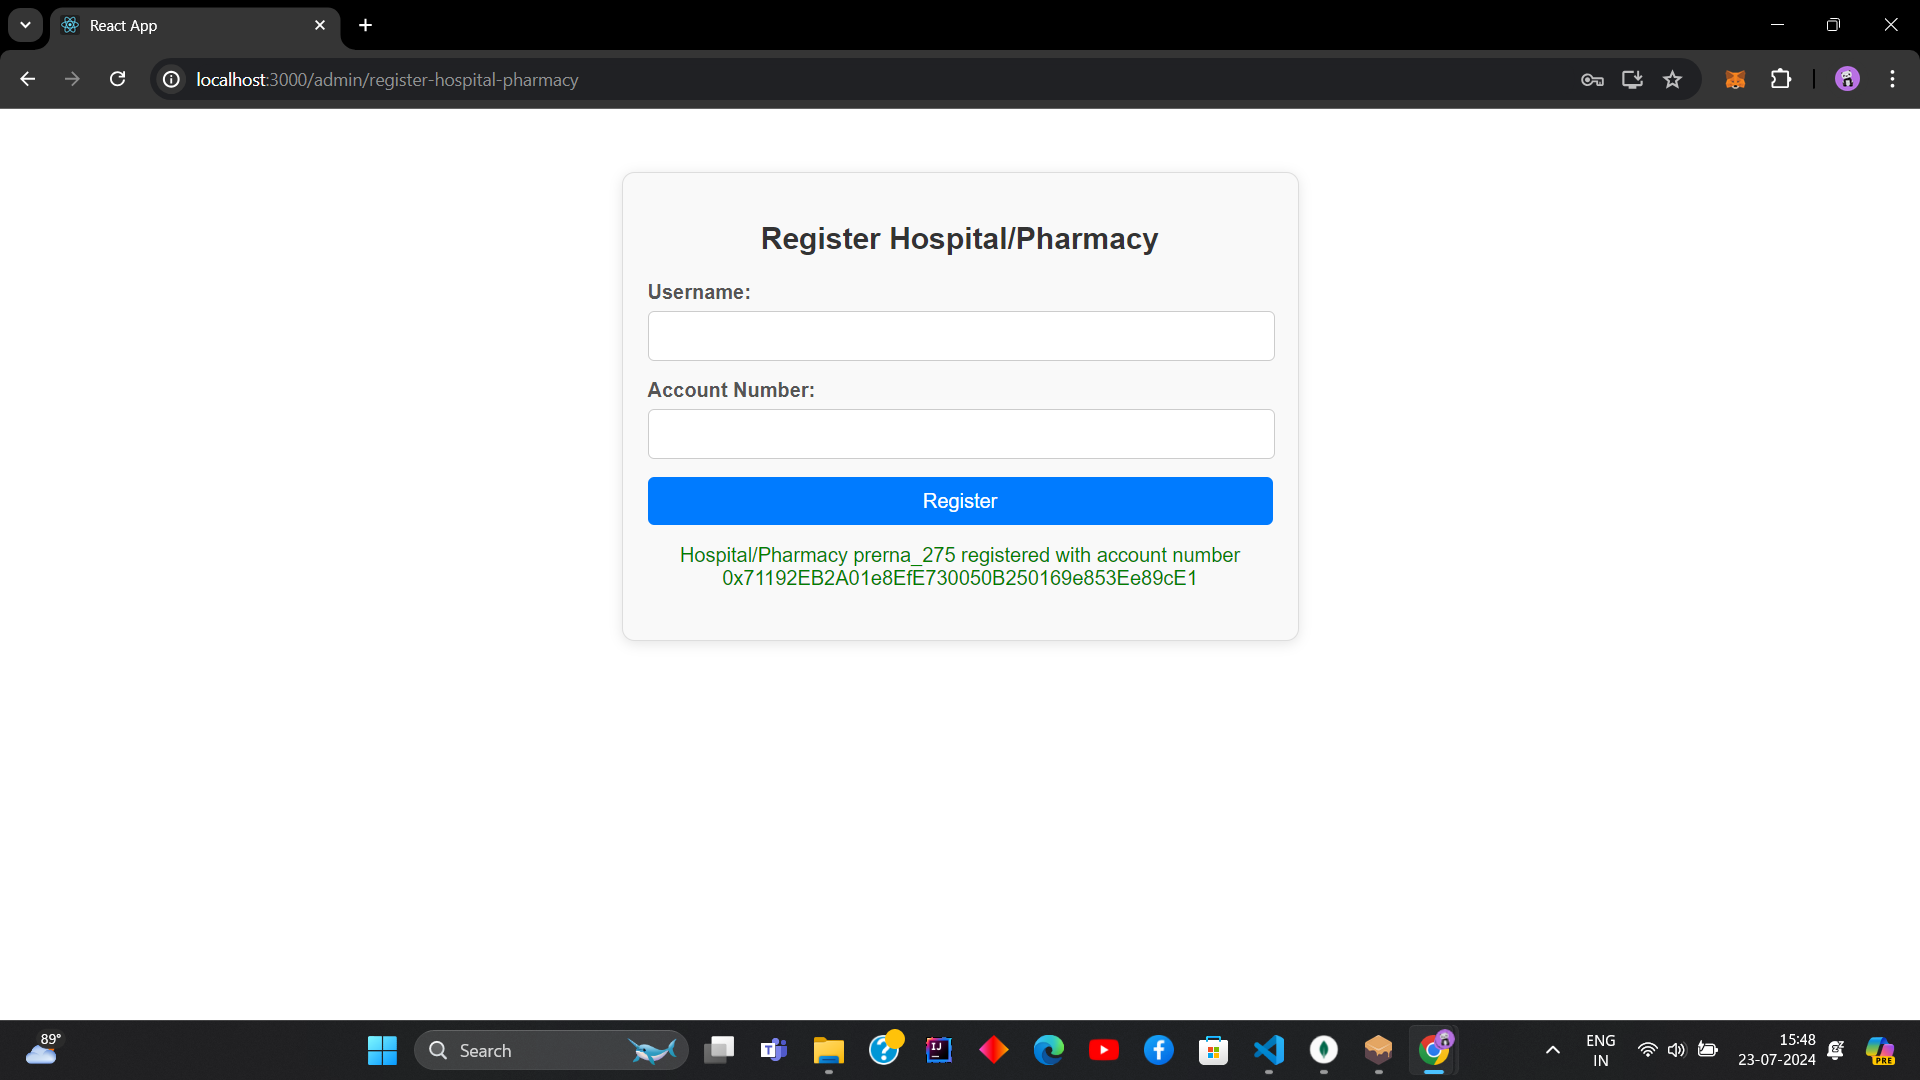 React App
localhost:3000/admin/register-hospital-pharmacy
Register Hospital/Pharmacy
Username:
Account Number:
Register
Hospital/Pharmacy prerna_275 registered with account number
0x71192EB2A01e8EfE730050B250169e853Ee89cE1
89°
Search
ENG
IN
15:48
23-07-2024
PRE